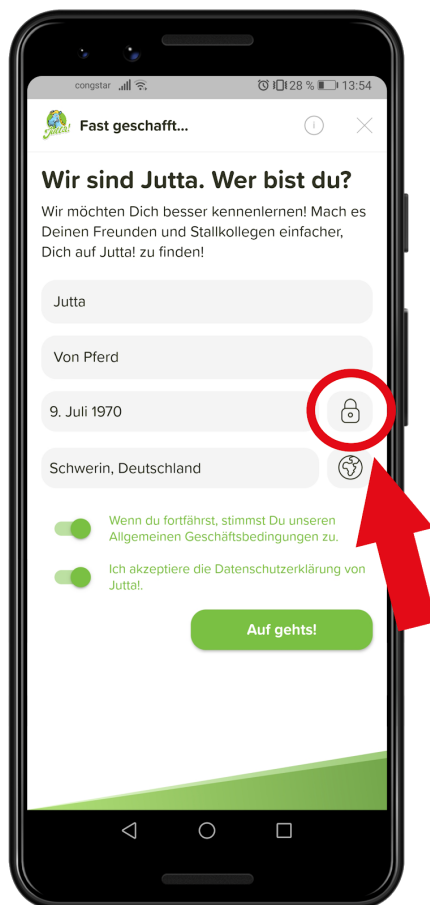 congstar 28 % 13:54
Jutta! Fast geschafft...
Wir sind Jutta. Wer bist du?
Wir möchten Dich besser kennenlernen! Mach es
Deinen Freunden und Stallkollegen einfacher,
Dich auf Jutta! zu finden!
Jutta
Von Pferd
9. Juli 1970
Schwerin, Deutschland
Wenn du fortfährst, stimmst Du unseren
Allgemeinen Geschäftsbedingungen zu.
Ich akzeptiere die Datenschutzerklärung von
Jutta!.
Auf gehts!